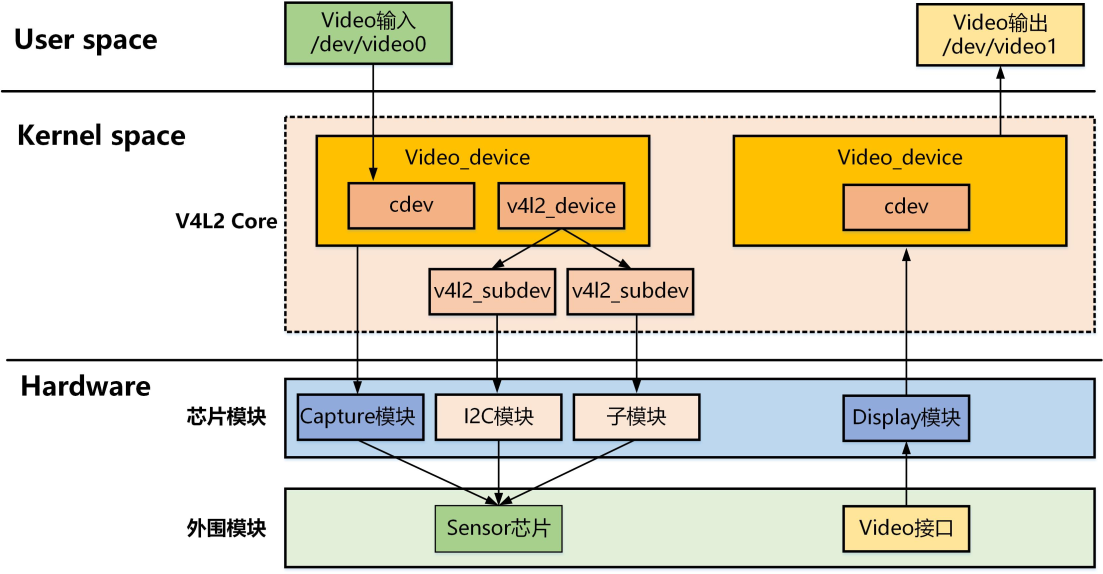 User space
Video输入
/dev/video0
Video输出
/dev/video1
Kernel space
V4L2 Core
Video_device
cdev
v4l2_device
v4l2_subdev
v4l2_subdev
Video_device
cdev
Hardware
芯片模块
Capture模块
I2C模块
子模块
Display模块
外围模块
Sensor芯片
Video接口